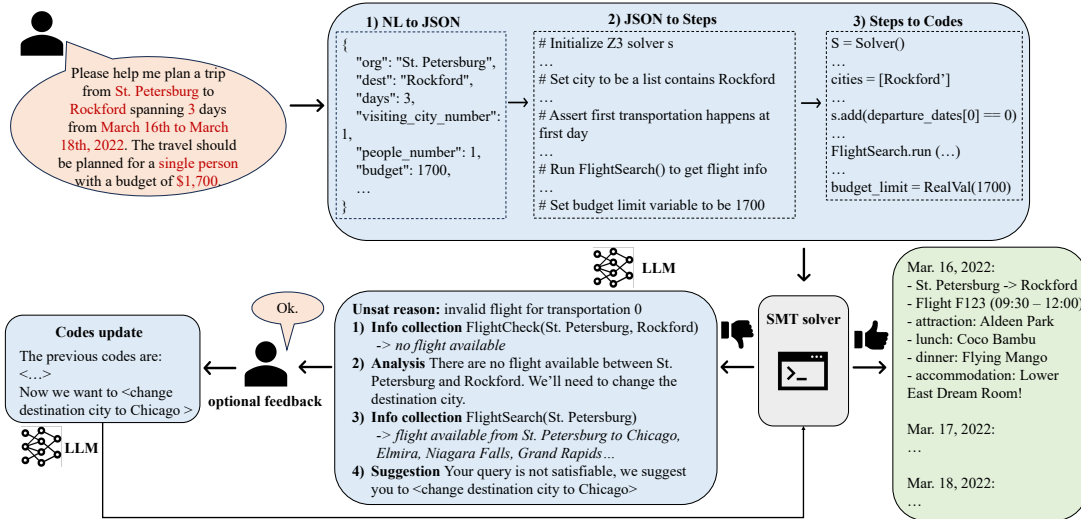 Please help me plan a trip
from St. Petersburg to
Rockford spanning 3 days
from March 16th to March
18th, 2022. The travel should
be planned for a single person
with a budget of $1,700.
1) NL to JSON
{
"org": "St. Petersburg",
"dest": "Rockford",
"days": 3,
"visiting_city_number":
1,
"people_number": 1,
"budget": 1700,
…
}
2) JSON to Steps
# Initialize Z3 solver s
…
# Set city to be a list contains Rockford
…
# Assert first transportation happens at
first day
…
# Run FlightSearch() to get flight info
…
# Set budget limit variable to be 1700
3) Steps to Codes
S = Solver()
…
cities = [Rockford’]
…
s.add(departure_dates[0] == 0)
…
FlightSearch.run (…)
…
budget_limit = RealVal(1700)
LLM
SMT solver
Mar. 16, 2022:
- St. Petersburg -> Rockford
- Flight F123 (09:30 – 12:00)
- attraction: Aldeen Park
- lunch: Coco Bambu
- dinner: Flying Mango
- accommodation: Lower
East Dream Room!
Mar. 17, 2022:
…
Mar. 18, 2022:
…
Unsat reason: invalid flight for transportation 0
1) Info collection FlightCheck(St. Petersburg, Rockford)
-> no flight available
2) Analysis There are no flight available between St.
Petersburg and Rockford. We’ll need to change the
destination city.
3) Info collection FlightSearch(St. Petersburg)
-> flight available from St. Petersburg to Chicago,
Elmira, Niagara Falls, Grand Rapids…
4) Suggestion Your query is not satisfiable, we suggest
you to <change destination city to Chicago>
Ok.
optional feedback
Codes update
The previous codes are:
<…>
Now we want to <change
destination city to Chicago >
LLM